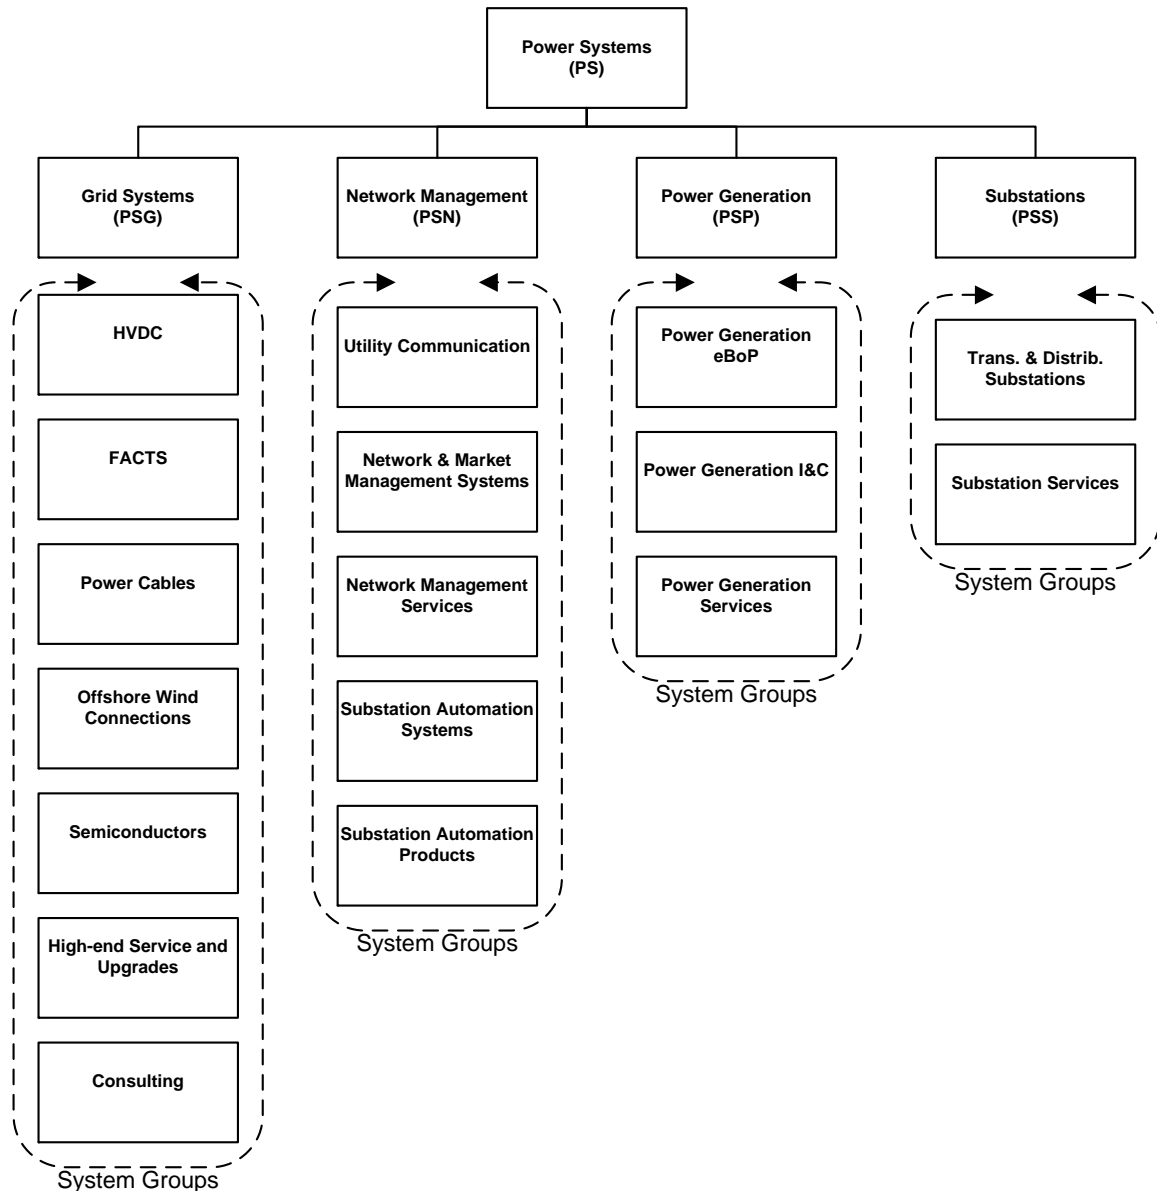 Power Systems
(PS)
Grid Systems
(PSG)
Network Management
(PSN)
Power Generation
(PSP)
Substations
(PSS)
HVDC
FACTS
Power Cables
Offshore Wind
Connections
Semiconductors
High-end Service and
Upgrades
Consulting
System Groups
Utility Communication
Network & Market
Management Systems
Network Management
Services
Substation Automation
Systems
Substation Automation
Products
System Groups
Power Generation
eBoP
Power Generation I&C
Power Generation
Services
System Groups
Trans. & Distrib.
Substations
Substation Services
System Groups